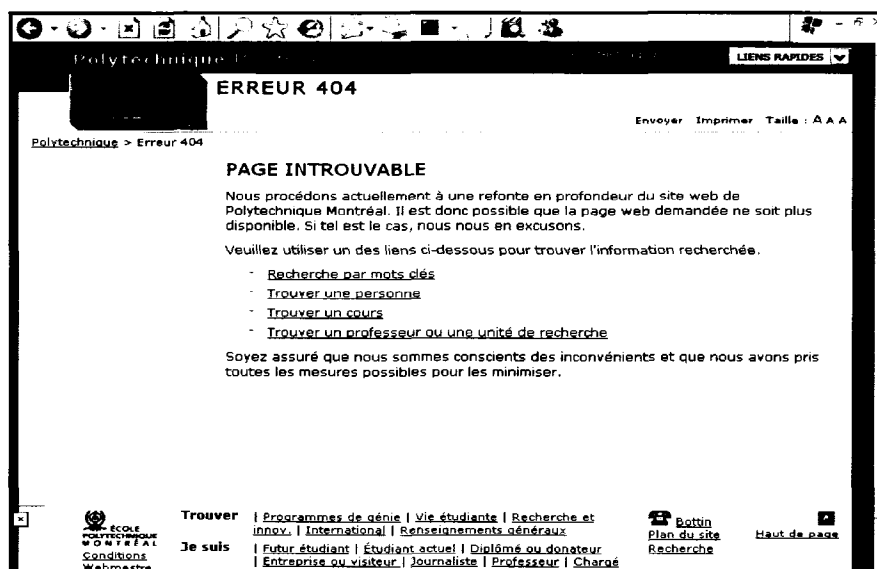 Polytechnique
LIENS RAPIDES
ERREUR 404
Envoyer Imprimer Taille : A A A
Polytechnique > Erreur 404
PAGE INTROUVABLE
Nous procédons actuellement à une refonte en profondeur du site web de
Polytechnique Montréal. Il est donc possible que la page web demandée ne soit plus
disponible. Si tel est le cas, nous nous en excusons.
Veuillez utiliser un des liens ci-dessous pour trouver l'information recherchée.
- Recherche par mots clés
- Trouver une personne
- Trouver un cours
- Trouver un professeur ou une unité de recherche
Soyez assuré que nous sommes conscients des inconvénients et que nous avons pris
toutes les mesures possibles pour les minimiser.
ÉCOLE
POLYTECHNIQUE
MONTRÉAL
Conditions
Webmestre
Trouver | Programmes de génie | Vie étudiante | Recherche et
innov. | International | Renseignements généraux
Je suis | Futur étudiant | Étudiant actuel | Diplômé ou donateur
| Entreprise ou visiteur | Journaliste | Professeur | Chargé
Bottin
Plan du site
Recherche
Haut de page